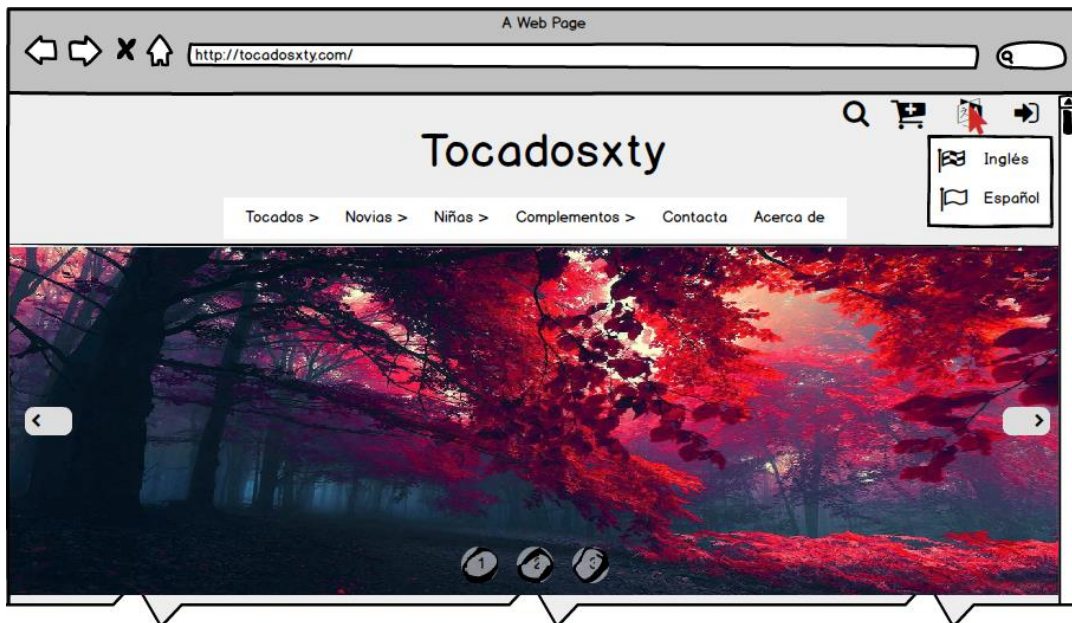 A Web Page
http://tocadosxty.com/
Tocadosxty
Inglés
Español
Tocados > Novias > Niñas > Complementos > Contacta Acerca de
1 2 3